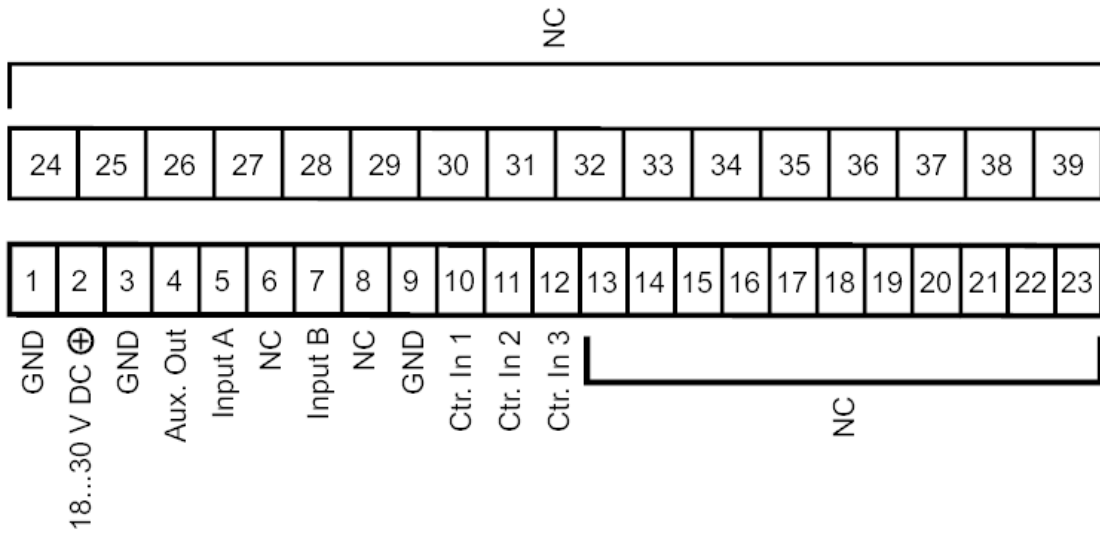 NC
24 25 26 27 28 29 30 31 32 33 34 35 36 37 38 39
1 2 3 4 5 6 7 8 9 10 11 12 13 14 15 16 17 18 19 20 21 22 23
GND
18...30 V DC ⊕
GND
Aux. Out
Input A
NC
Input B
NC
GND
Ctr. In 1
Ctr. In 2
Ctr. In 3
NC